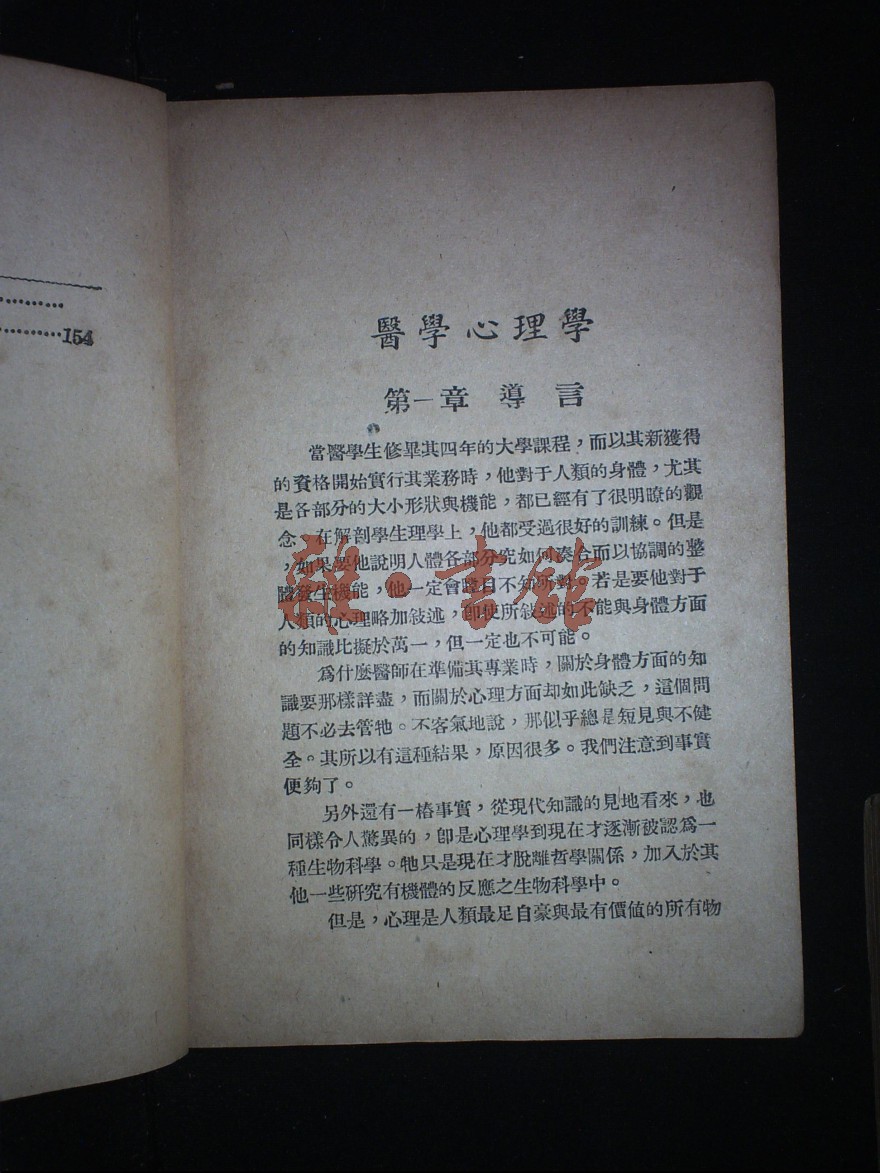 154
醫學心理學
第一章 導言
當醫學生修畢其四年的大學課程，而以其新獲得
的資格開始實行其業務時，他對于人類的身體，尤其
是各部分的大小形狀與機能，都已經有了很明瞭的觀
念 在解剖學生理學上，他都受過很好的訓練。但是
，如果要他說明人體各部分究如何湊合而以協調的整
體發生機能，他一定會瞪目不知所對。若是要他對于
人類的心理略加敍述，卽使所敍述的不能與身體方面
的知識比擬於萬一，但一定也不可能。
爲什麼醫師在準備其專業時，關於身體方面的知
識要那樣詳盡，而關於心理方面却如此缺乏，這個問
題不必去管牠。不客氣地說，那似乎總是短見與不健
全。其所以有這種結果，原因很多。我們注意到事實
便夠了。
另外還有一樁事實，從現代知識的見地看來，也
同樣令人驚異的，卽是心理學到現在才逐漸被認爲一
種生物科學。牠只是現在才脫離哲學關係，加入於其
他一些研究有機體的反應之生物科學中。
但是，心理是人類最足自豪與最有價値的所有物
雜·書館